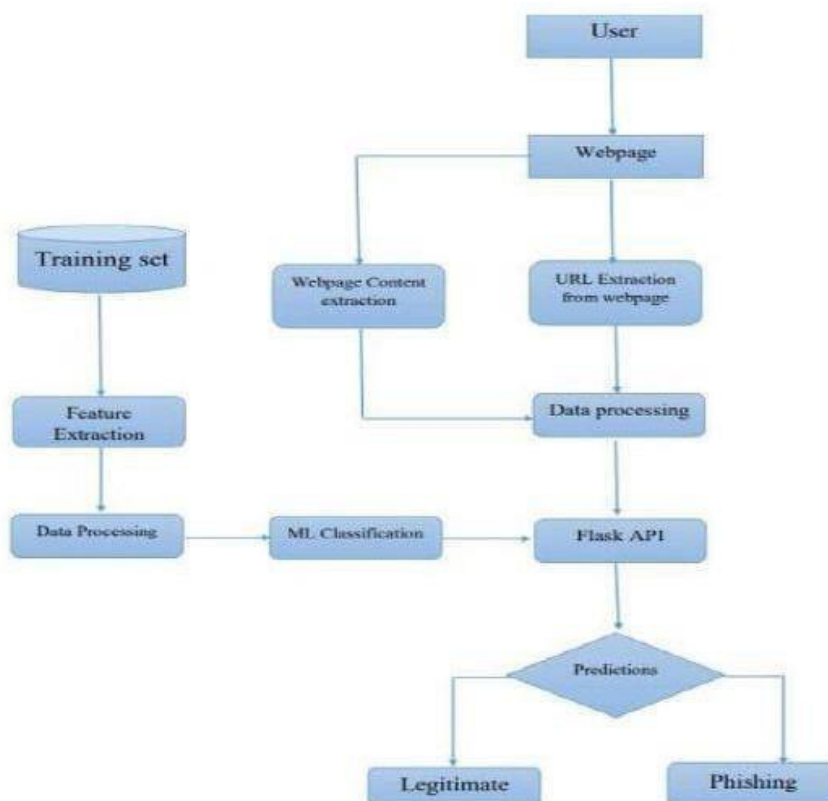 User
Webpage
Training set
Webpage Content
extraction
URL Extraction
from webpage
Feature
Extraction
Data processing
Data Processing
ML Classification
Flask API
Predictions
Legitimate
Phishing